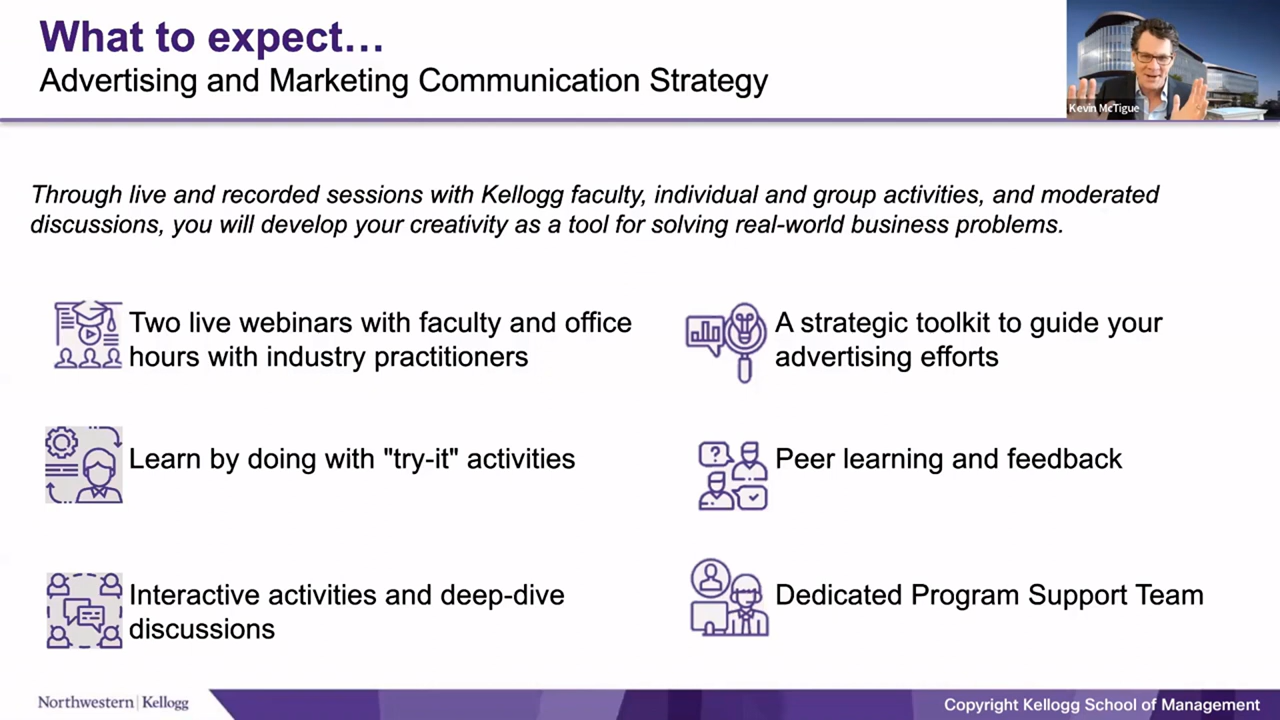 What to expect…
Advertising and Marketing Communication Strategy
Kevin McTigue
Through live and recorded sessions with Kellogg faculty, individual and group activities, and moderated
discussions, you will develop your creativity as a tool for solving real-world business problems.
Two live webinars with faculty and office
hours with industry practitioners
A strategic toolkit to guide your
advertising efforts
Learn by doing with "try-it" activities
?
Peer learning and feedback
Interactive activities and deep-dive
discussions
Dedicated Program Support Team
Northwestern | Kellogg
Copyright Kellogg School of Management